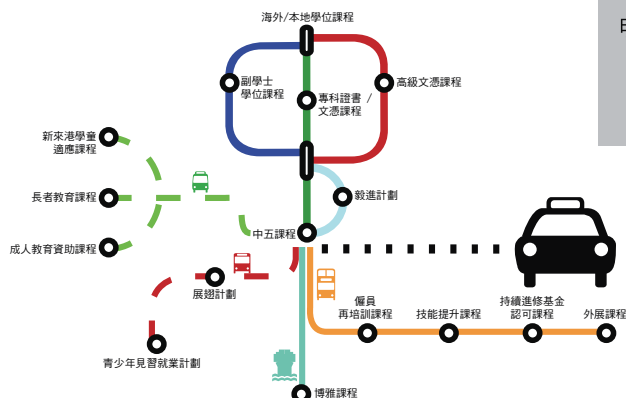 海外/本地學位課程
副學士
學位課程
專科證書 /
文憑課程
高級文憑課程
新來港學童
適應課程
長者教育課程
毅進計劃
成人教育資助課程
中五課程
展翅計劃
僱員
再培訓課程
技能提升課程
持續進修基金
認可課程
外展課程
青少年見習就業計劃
博雅課程